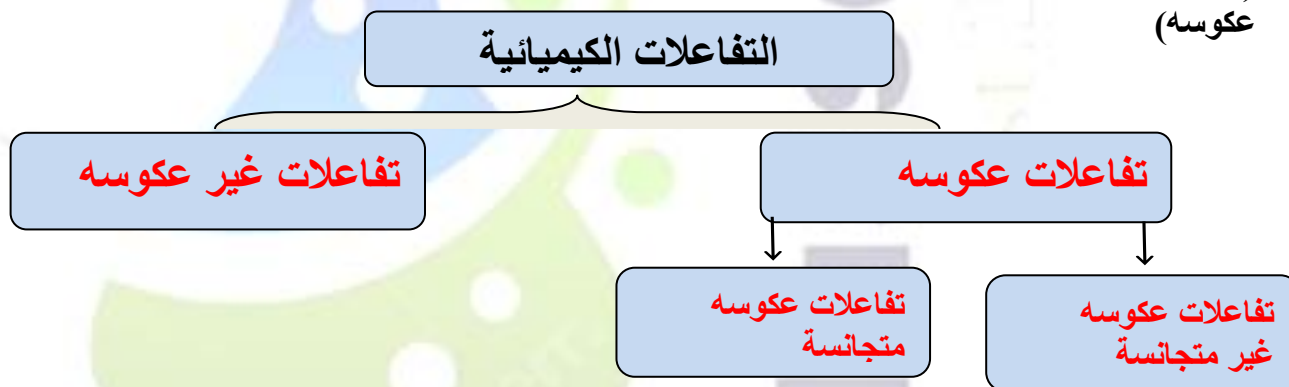 عكوسه)
التفاعلات الكيميائية
تفاعلات عكوسه
تفاعلات غير عكوسه
تفاعلات عكوسه
غير متجانسة
تفاعلات عكوسه
متجانسة